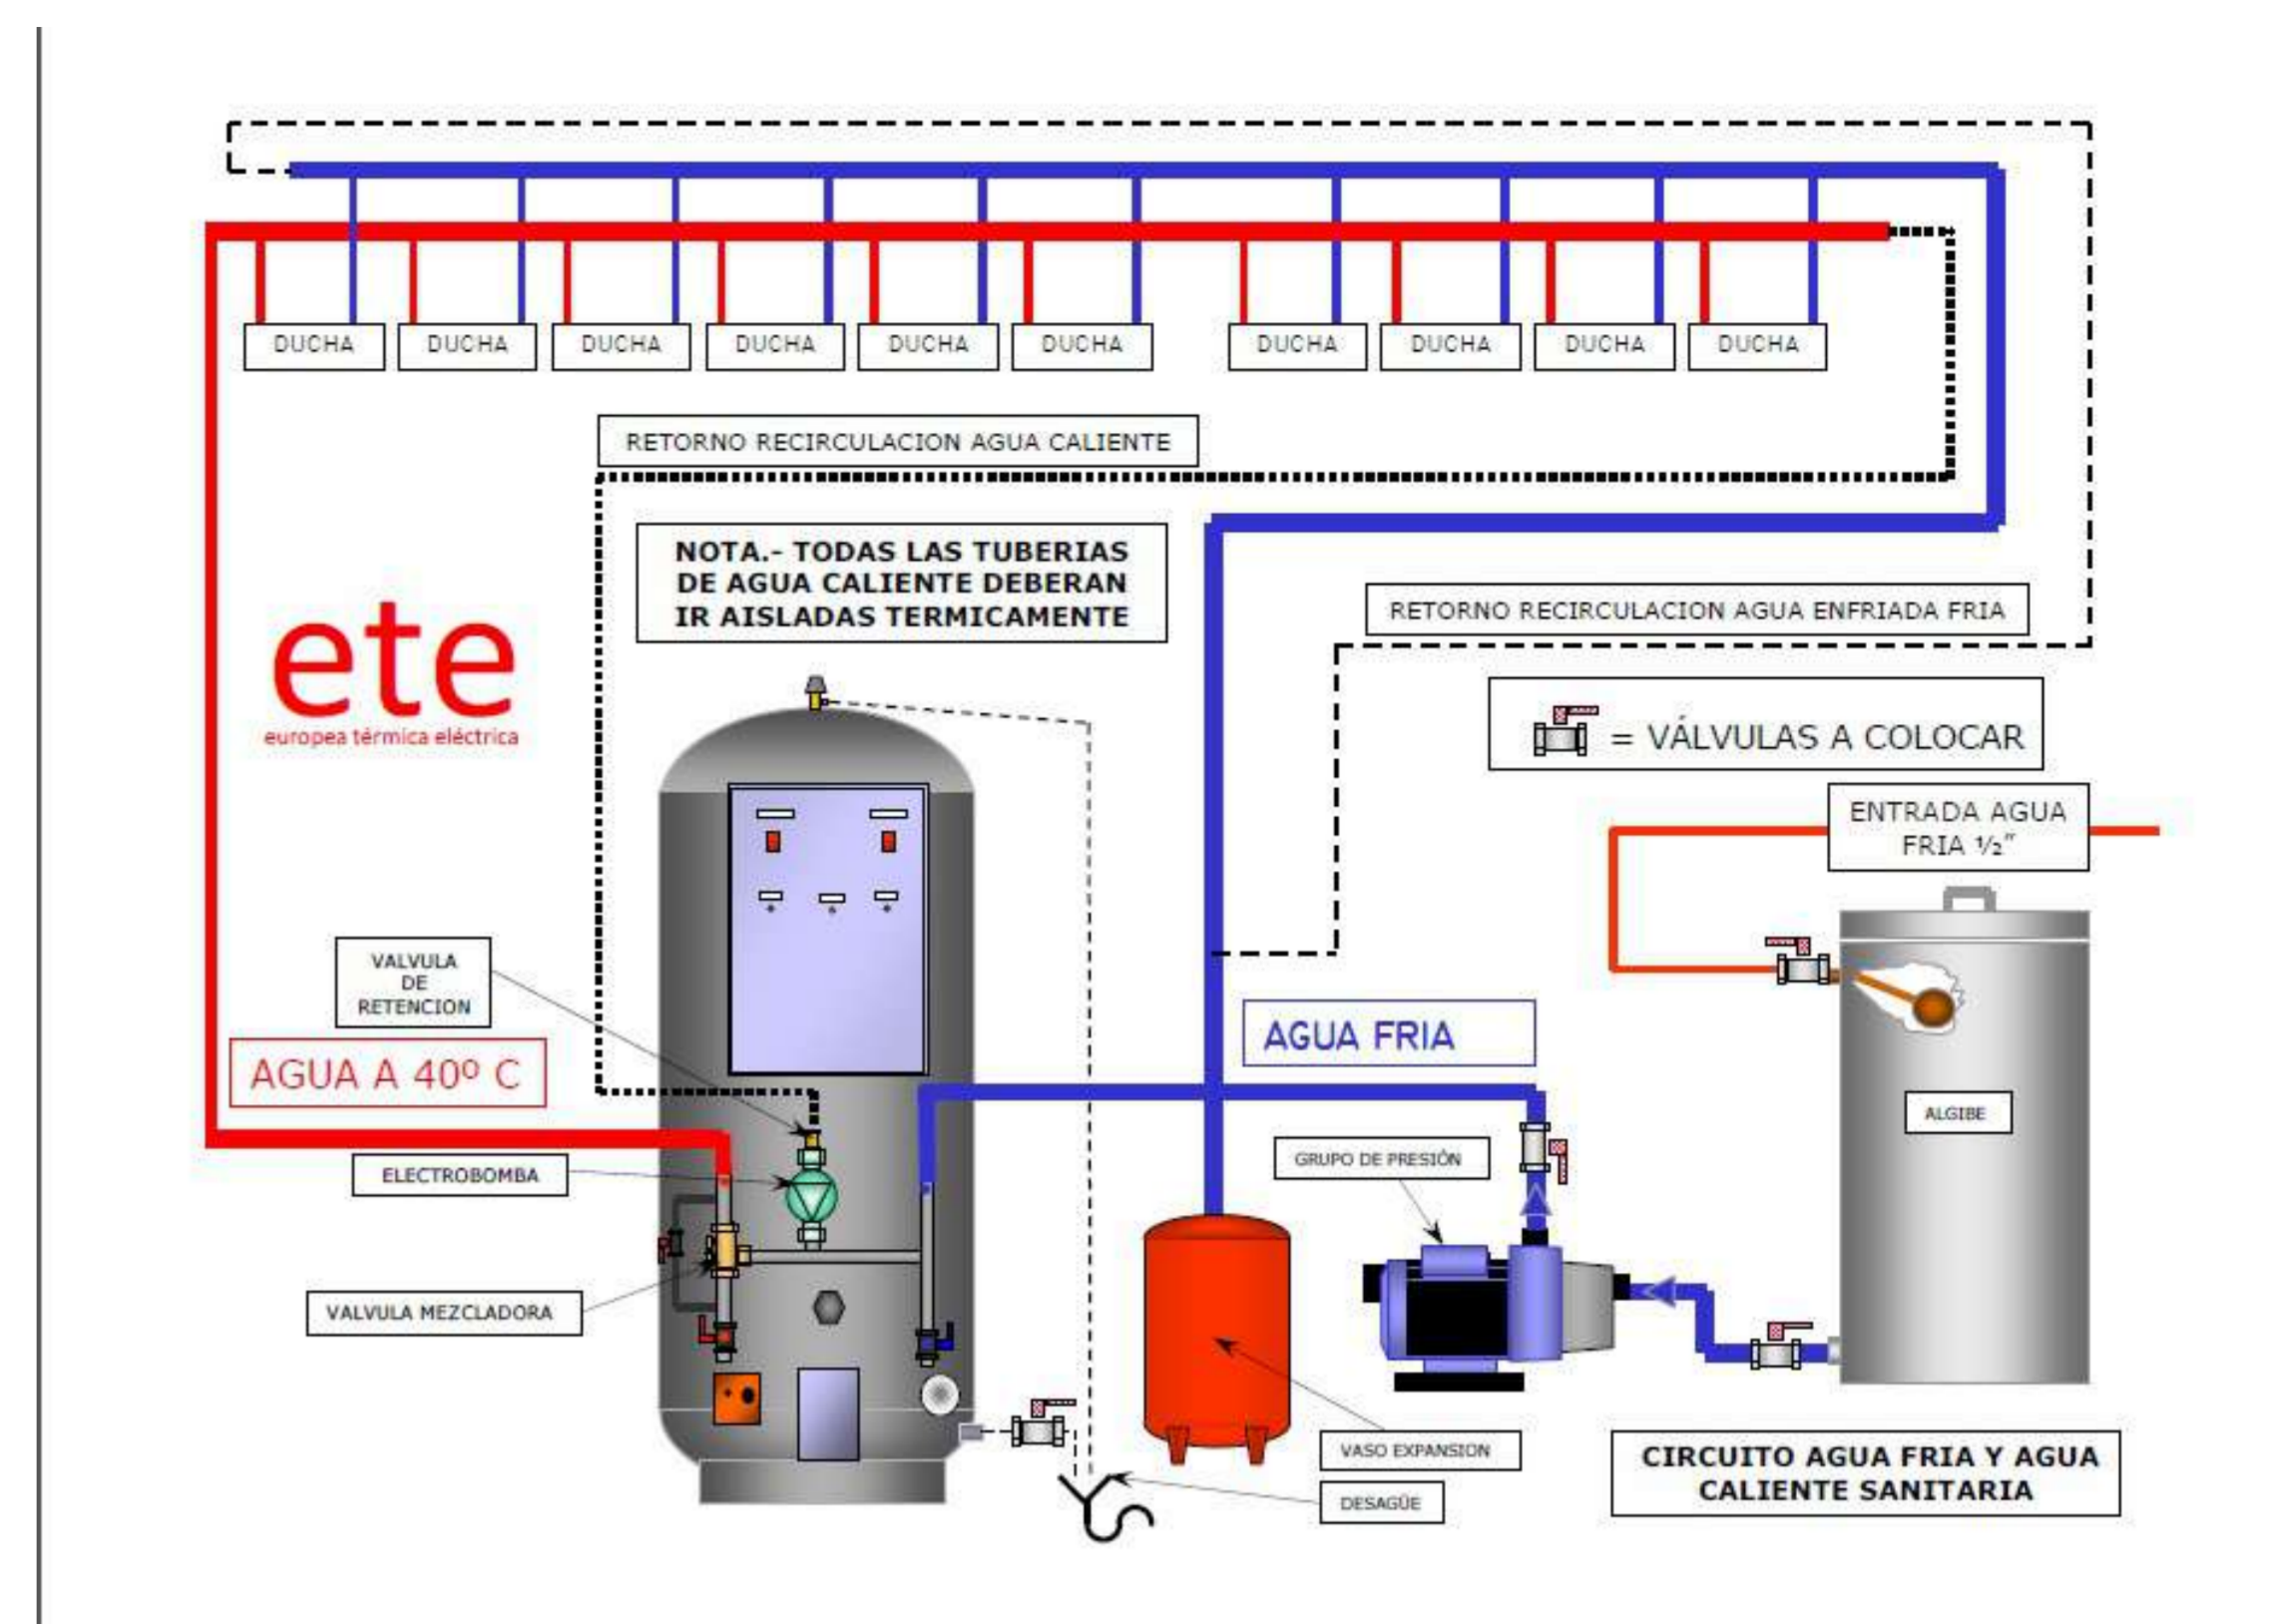 DUCHA
DUCHA
DUCHA
DUCHA
DUCHA
DUCHA
DUCHA
DUCHA
DUCHA
DUCHA
RETORNO RECIRCULACION AGUA CALIENTE
NOTA.- TODAS LAS TUBERIAS
DE AGUA CALIENTE DEBERAN
IR AISLADAS TERMICAMENTE
RETORNO RECIRCULACION AGUA ENFRIADA FRIA
ete
europea térmica eléctrica
= VÁLVULAS A COLOCAR
ENTRADA AGUA
FRIA ½"
VALVULA
DE
RETENCION
AGUA FRIA
AGUA A 40º C
ALGIBE
GRUPO DE PRESIÓN
ELECTROBOMBA
VALVULA MEZCLADORA
VASO EXPANSION
DESAGÜE
CIRCUITO AGUA FRIA Y AGUA
CALIENTE SANITARIA